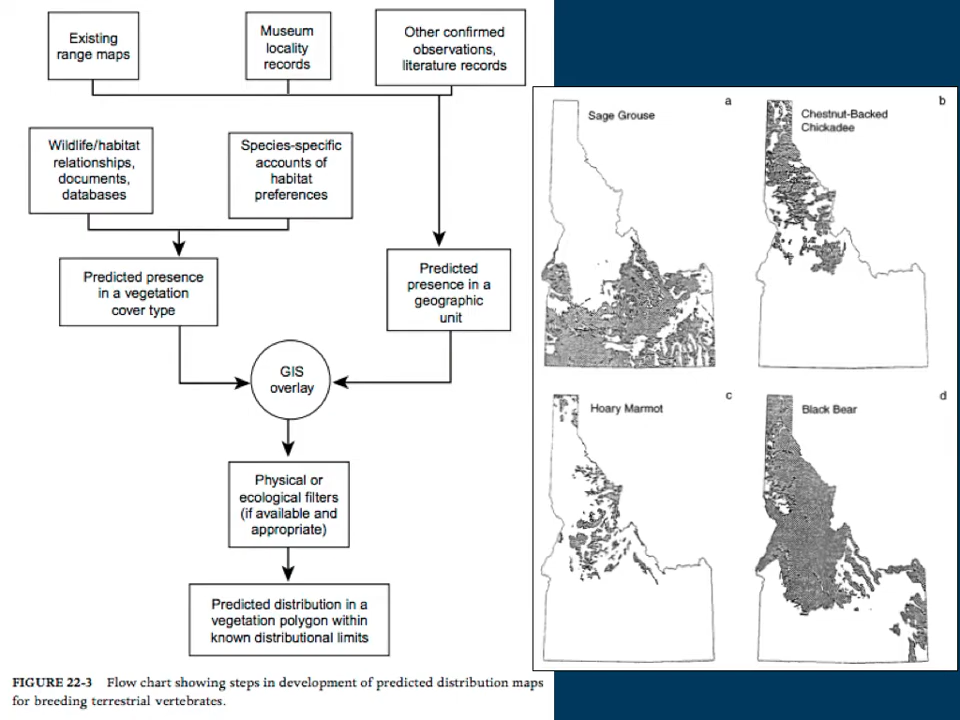 Existing
range maps
Museum
locality
records
Other confirmed
observations,
literature records
Wildlife/habitat
relationships,
documents,
databases
Species-specific
accounts of
habitat
preferences
Predicted presence
in a vegetation
cover type
Predicted
presence in a
geographic
unit
GIS
overlay
Physical or
ecological filters
(if available and
appropriate)
Predicted distribution in a
vegetation polygon within
known distributional limits
FIGURE 22-3 Flow chart showing steps in development of predicted distribution maps
for breeding terrestrial vertebrates.
a
Sage Grouse
b
Chestnut-Backed
Chickadee
c
Hoary Marmot
d
Black Bear